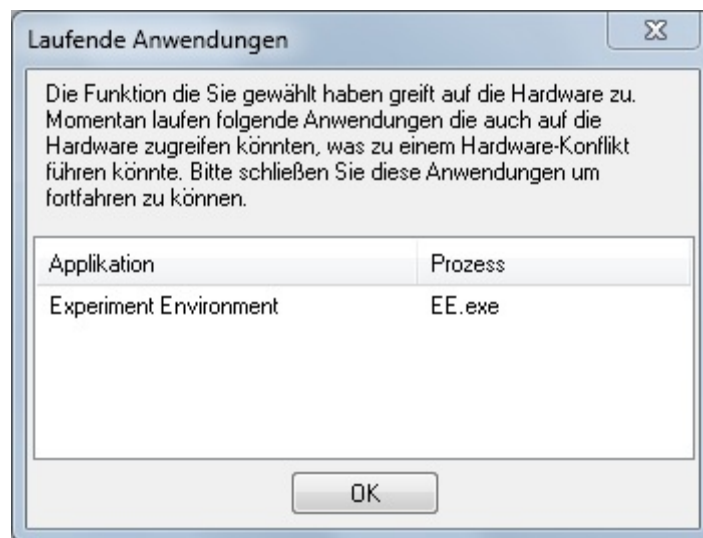 Laufende Anwendungen
Die Funktion die Sie gewählt haben greift auf die Hardware zu.
Momentan laufen folgende Anwendungen die auch auf die
Hardware zugreifen könnten, was zu einem Hardware-Konflikt
führen könnte. Bitte schließen Sie diese Anwendungen um
fortfahren zu können.
Applikation Prozess
Experiment Environment EE.exe
OK